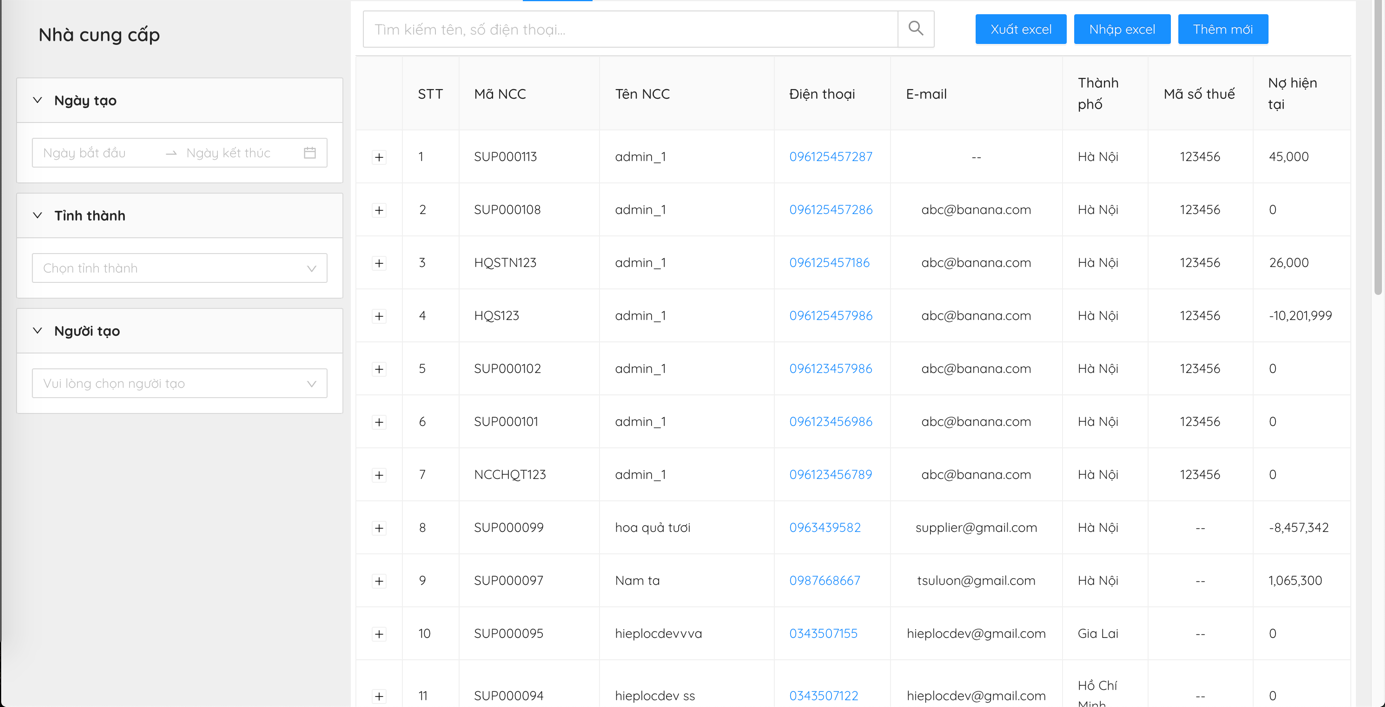 Nhà cung cấp
Ngày tạo
Ngày bắt đầu → Ngày kết thúc
Tỉnh thành
Chọn tỉnh thành
Người tạo
Vui lòng chọn người tạo
Tìm kiếm tên, số điện thoại...
Xuất excel Nhập excel Thêm mới
STT Mã NCC Tên NCC Điện thoại E-mail Thành phố Mã số thuế Nợ hiện tại
+ 1 SUP000113 admin_1 096125457287 -- Hà Nội 123456 45,000
+ 2 SUP000108 admin_1 096125457286 abc@banana.com Hà Nội 123456 0
+ 3 HQSTN123 admin_1 096125457186 abc@banana.com Hà Nội 123456 26,000
+ 4 HQS123 admin_1 096125457986 abc@banana.com Hà Nội 123456 -10,201,999
+ 5 SUP000102 admin_1 096123457986 abc@banana.com Hà Nội 123456 0
+ 6 SUP000101 admin_1 096123456986 abc@banana.com Hà Nội 123456 0
+ 7 NCCHQT123 admin_1 096123456789 abc@banana.com Hà Nội 123456 0
+ 8 SUP000099 hoa quả tươi 0963439582 supplier@gmail.com Hà Nội -- -8,457,342
+ 9 SUP000097 Nam ta 0987668667 tsuluon@gmail.com Hà Nội -- 1,065,300
+ 10 SUP000095 hieplocdevvva 0343507155 hieplocdev@gmail.com Gia Lai -- 0
+ 11 SUP000094 hieplocdev ss 0343507122 hieplocdev@gmail.com Hồ Chí Minh -- 0